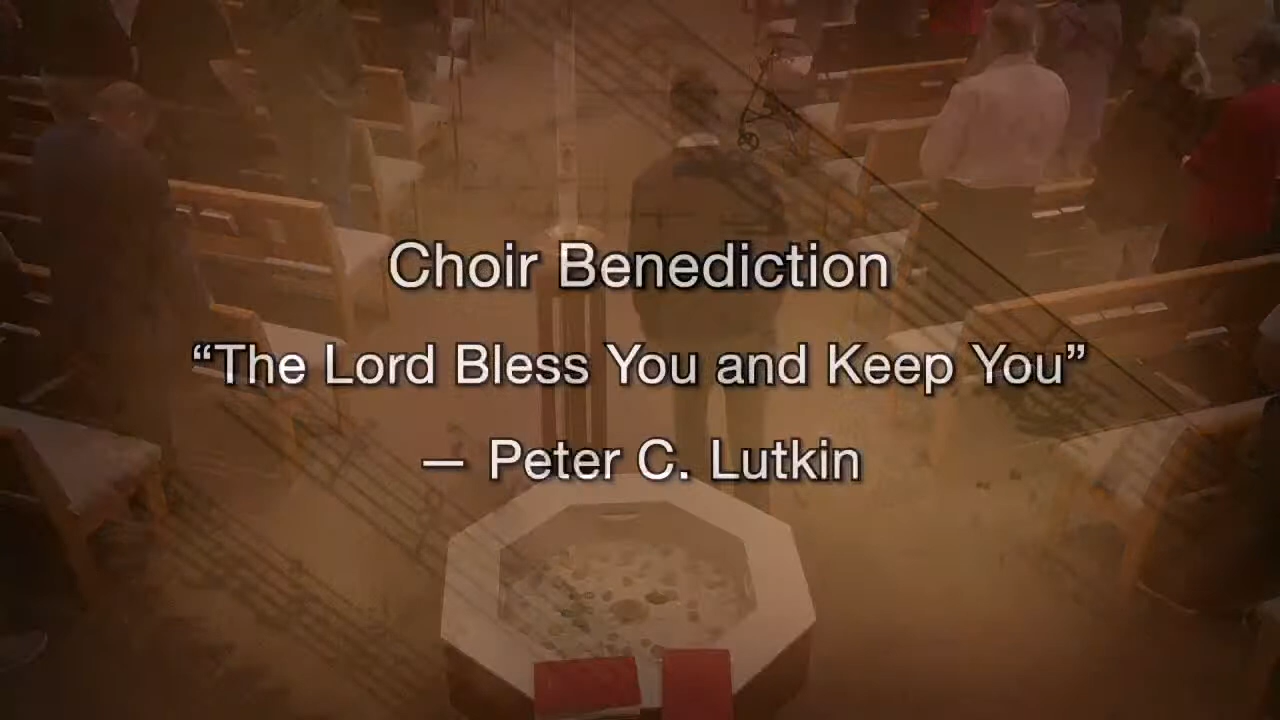 Choir Benediction
“The Lord Bless You and Keep You”
— Peter C. Lutkin